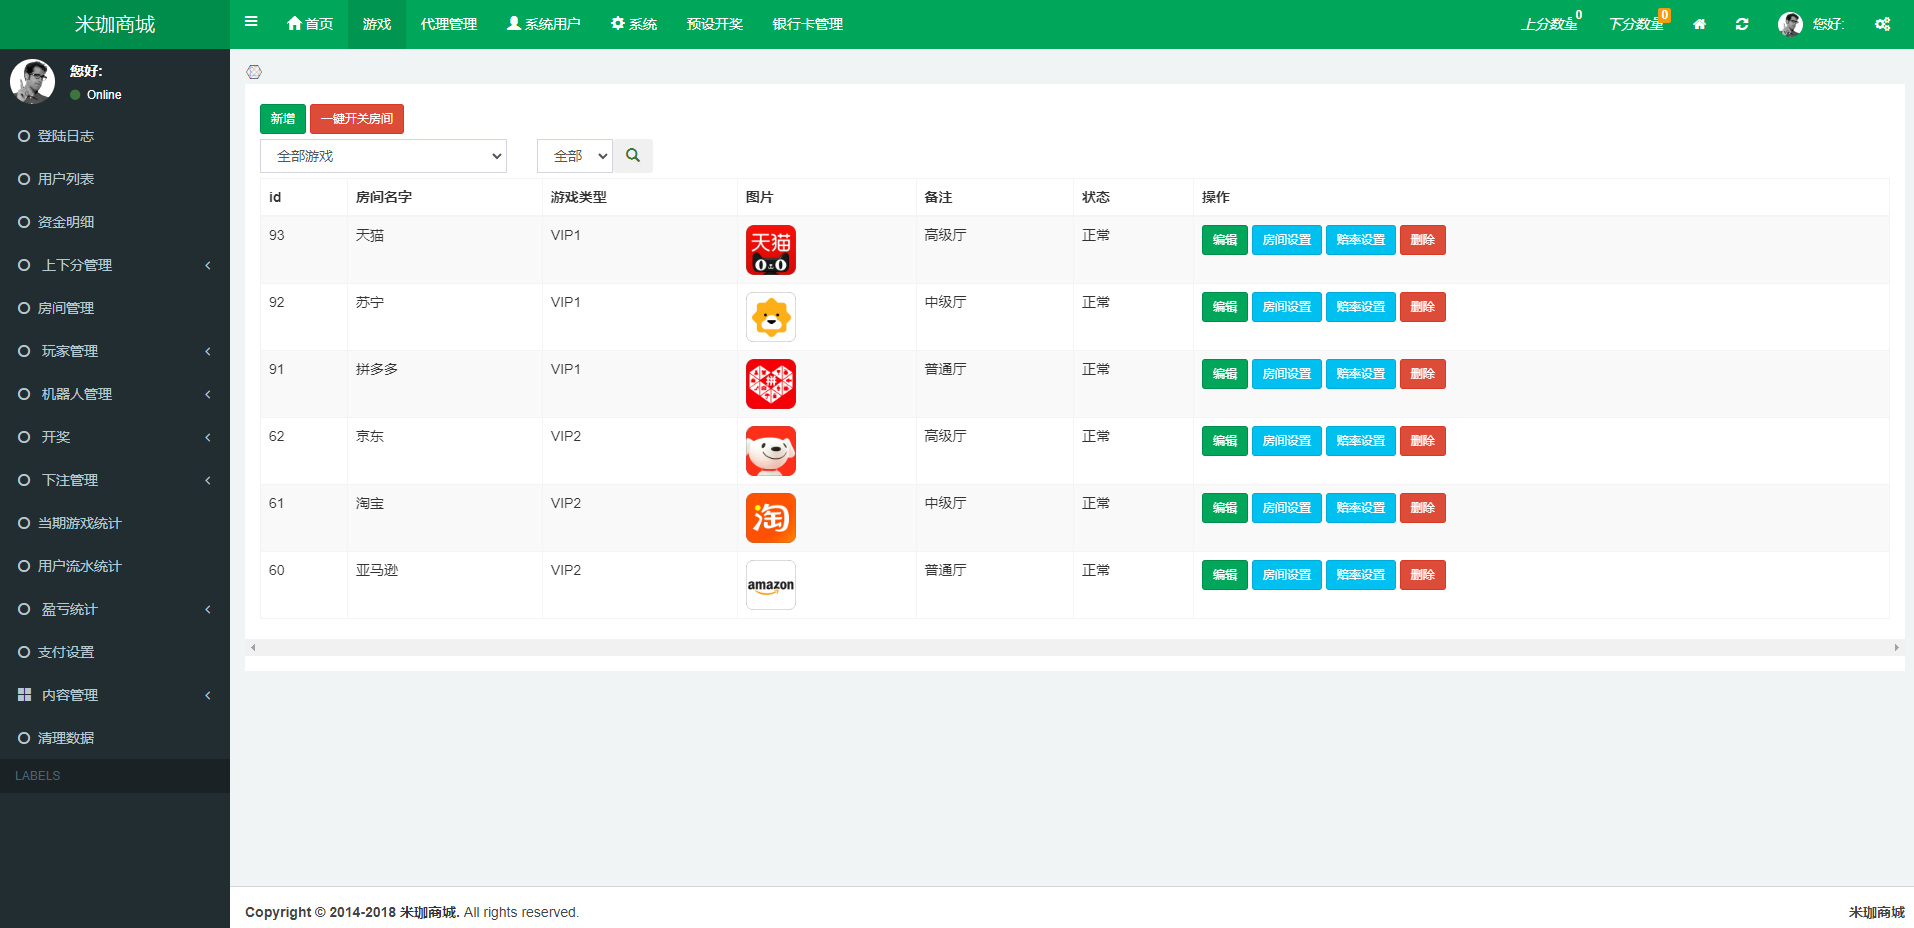 米珈商城
首页 游戏 代理管理 系统用户 系统 预设开奖 银行卡管理 上分数量 0 下分数量 0 您好:
您好:
Online
登陆日志
用户列表
资金明细
上下分管理
房间管理
玩家管理
机器人管理
开奖
下注管理
当期游戏统计
用户流水统计
盈亏统计
支付设置
内容管理
清理数据
LABELS
新增 一键开关房间
全部游戏 全部
id 房间名字 游戏类型 图片 备注 状态 操作
93 天猫 VIP1 天猫 高级厅 正常 编辑 房间设置 赔率设置 删除
92 苏宁 VIP1 中级厅 正常 编辑 房间设置 赔率设置 删除
91 拼多多 VIP1 拼 普通厅 正常 编辑 房间设置 赔率设置 删除
62 京东 VIP2 高级厅 正常 编辑 房间设置 赔率设置 删除
61 淘宝 VIP2 淘 中级厅 正常 编辑 房间设置 赔率设置 删除
60 亚马逊 VIP2 amazon 普通厅 正常 编辑 房间设置 赔率设置 删除
Copyright © 2014-2018 米珈商城. All rights reserved. 米珈商城